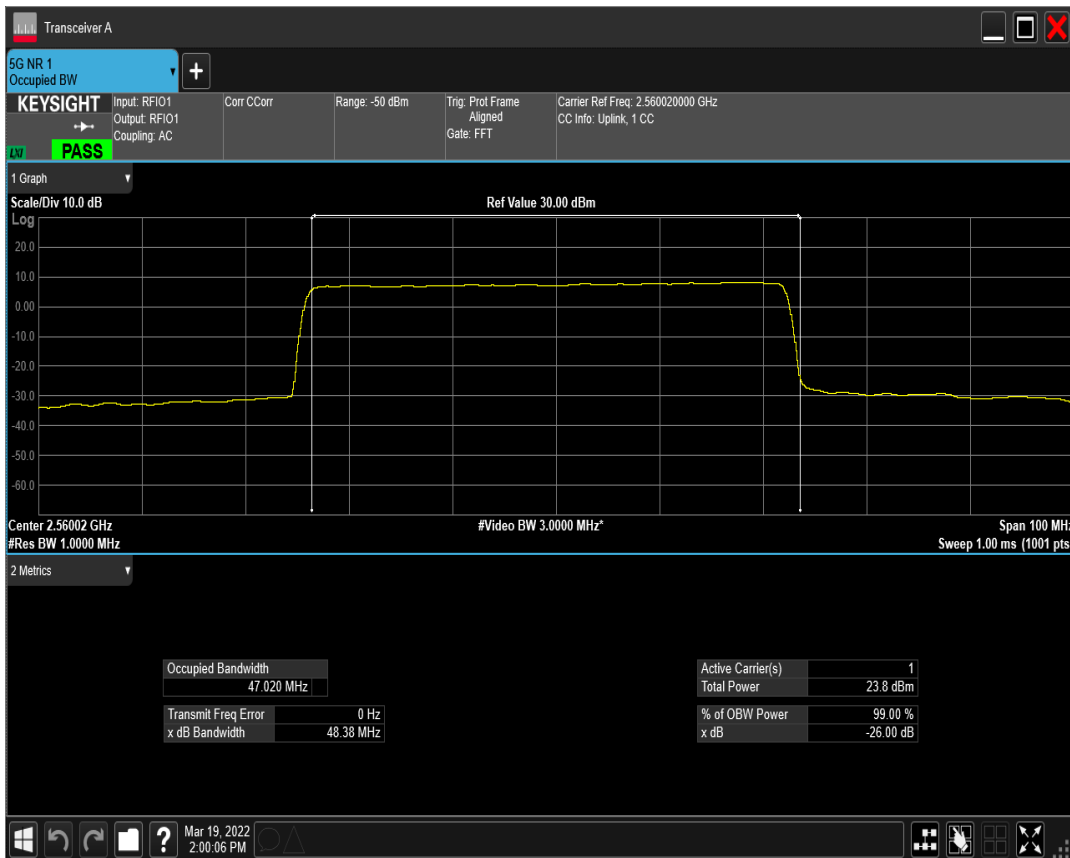 Transceiver A
5G NR 1
Occupied BW
KEYSIGHT
LXI
PASS
Input: RFIO1
Output: RFIO1
Coupling: AC
Corr CCorr
Range: -50 dBm
Trig: Prot Frame
Aligned
Gate: FFT
Carrier Ref Freq: 2.560020000 GHz
CC Info: Uplink, 1 CC
1 Graph
Scale/Div 10.0 dB
Ref Value 30.00 dBm
Log
20.0
10.0
0.00
-10.0
-20.0
-30.0
-40.0
-50.0
-60.0
Center 2.56002 GHz
#Video BW 3.0000 MHz*
Span 100 MHz
#Res BW 1.0000 MHz
Sweep 1.00 ms (1001 pts
2 Metrics
Occupied Bandwidth
47.020 MHz
Transmit Freq Error 0 Hz
x dB Bandwidth 48.38 MHz
Active Carrier(s) 1
Total Power 23.8 dBm
% of OBW Power 99.00 %
x dB -26.00 dB
?
Mar 19, 2022
2:00:06 PM